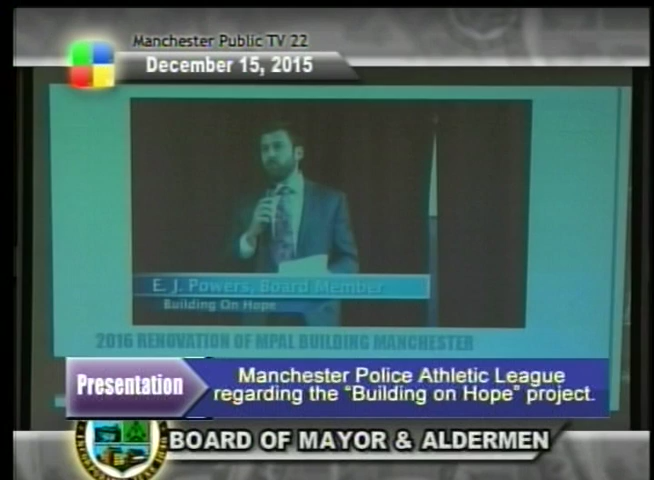 Manchester Public TV 22
December 15, 2015
E. J. Powers, Board Member
Building On Hope
2016 RENOVATION OF MPAL BUILDING MANCHESTER
Presentation
Manchester Police Athletic League
regarding the "Building on Hope" project.
BOARD OF MAYOR & ALDERMEN